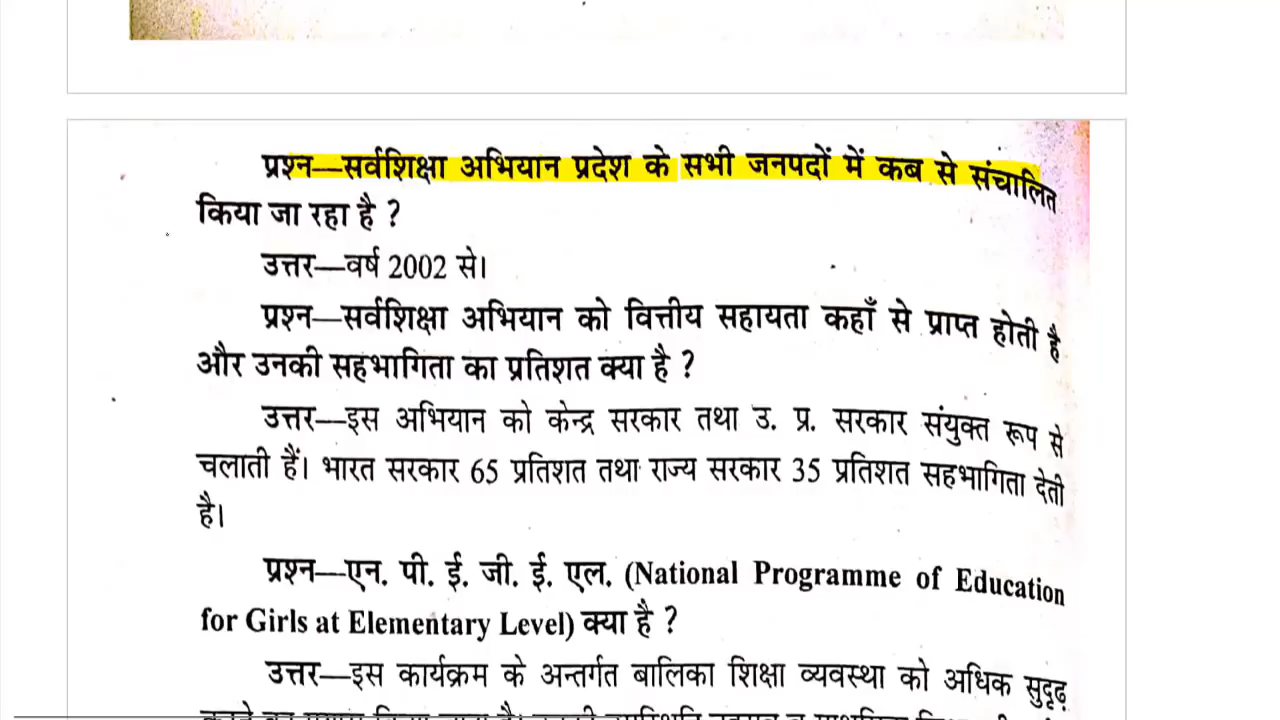 प्रश्न—सर्वशिक्षा अभियान प्रदेश के सभी जनपदों में कब से संचालित
किया जा रहा है ?
उत्तर—वर्ष 2002 से।
प्रश्न—सर्वशिक्षा अभियान को वित्तीय सहायता कहाँ से प्राप्त होती है
और उनकी सहभागिता का प्रतिशत क्या है ?
उत्तर—इस अभियान को केन्द्र सरकार तथा उ. प्र. सरकार संयुक्त रूप से
चलाती हैं। भारत सरकार 65 प्रतिशत तथा राज्य सरकार 35 प्रतिशत सहभागिता देती
है।
प्रश्न—एन. पी. ई. जी. ई. एल. (National Programme of Education
for Girls at Elementary Level) क्या है ?
उत्तर—इस कार्यक्रम के अन्तर्गत बालिका शिक्षा व्यवस्था को अधिक सुदृढ़